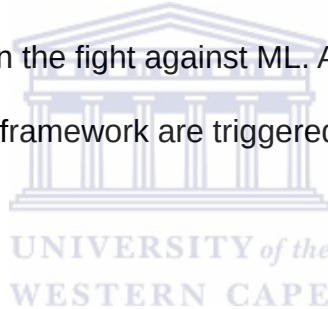 n the fight against ML. A
framework are triggered
UNIVERSITY of the
WESTERN CAPE